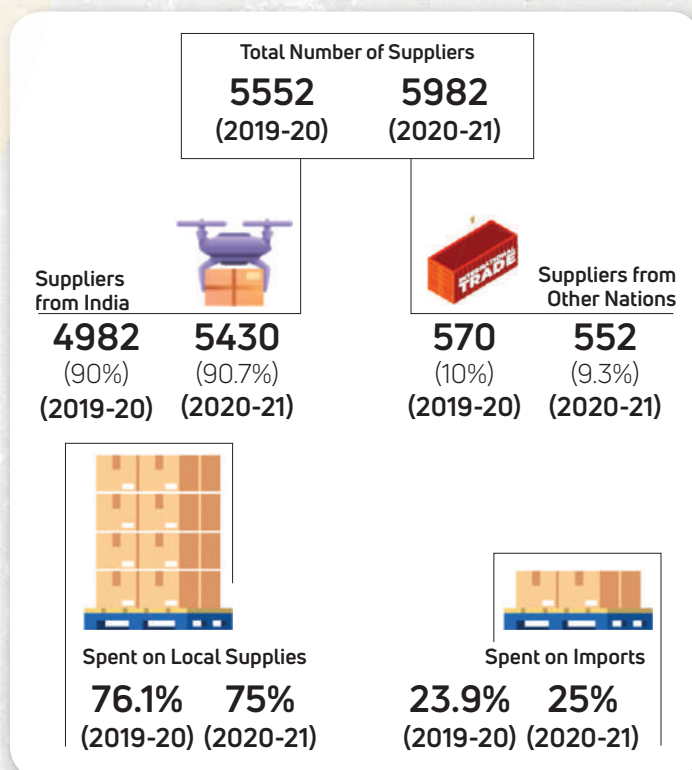 Total Number of Suppliers
5552 5982
(2019-20) (2020-21)
INTERNATIONAL
TRADE
Suppliers
from India
Suppliers from
Other Nations
4982 5430
(90%) (90.7%)
(2019-20) (2020-21)
570 552
(10%) (9.3%)
(2019-20) (2020-21)
Spent on Local Supplies
76.1% 75%
(2019-20) (2020-21)
Spent on Imports
23.9% 25%
(2019-20) (2020-21)